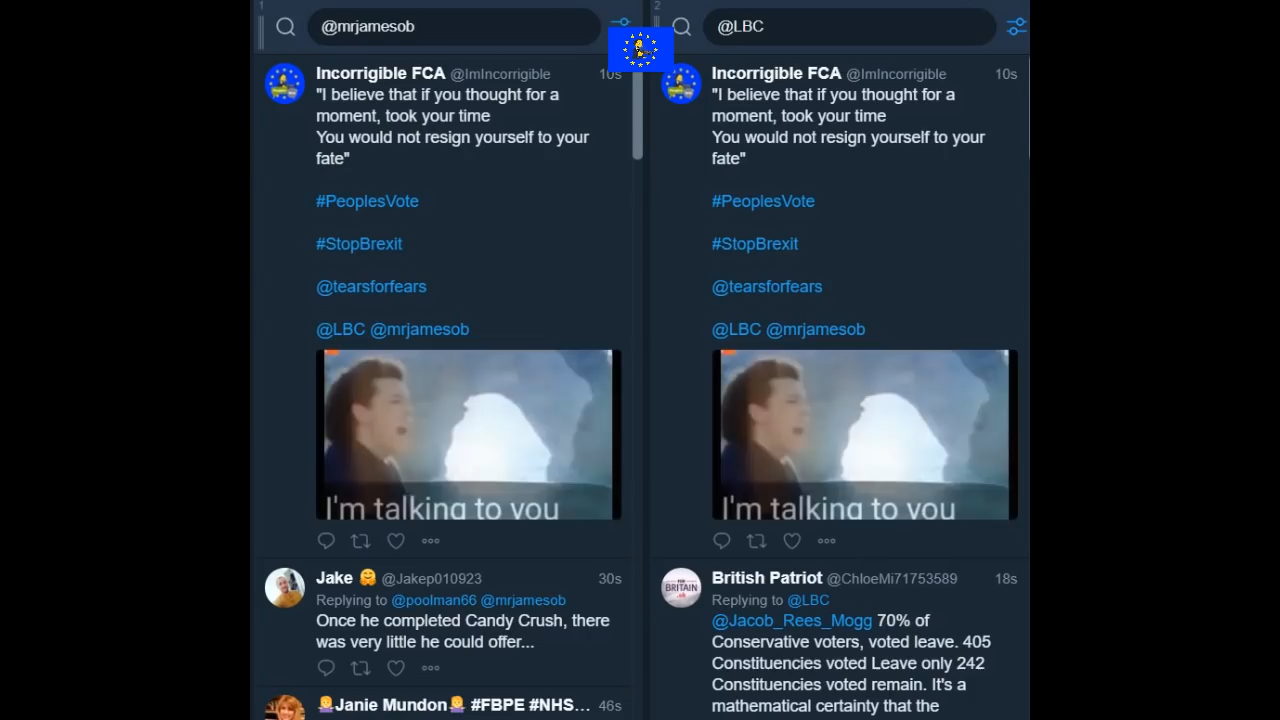 1
@mrjamesob
Incorrigible FCA @ImIncorrigible 10s
"I believe that if you thought for a
moment, took your time
You would not resign yourself to your
fate"
#PeoplesVote
#StopBrexit
@tearsforfears
@LBC @mrjamesob
I'm talking to you
Jake 🤗 @Jakep010923 30s
Replying to @poolman66 @mrjamesob
Once he completed Candy Crush, there
was very little he could offer...
🤷‍♀️Janie Mundon🤷‍♀️ #FBPE #NHS... 46s
2
@LBC
Incorrigible FCA @ImIncorrigible 10s
"I believe that if you thought for a
moment, took your time
You would not resign yourself to your
fate"
#PeoplesVote
#StopBrexit
@tearsforfears
@LBC @mrjamesob
I'm talking to you
BRITAIN
British Patriot @ChloeMi71753589 18s
Replying to @LBC
@Jacob_Rees_Mogg 70% of
Conservative voters, voted leave. 405
Constituencies voted Leave only 242
Constituencies voted remain. It's a
mathematical certainty that the